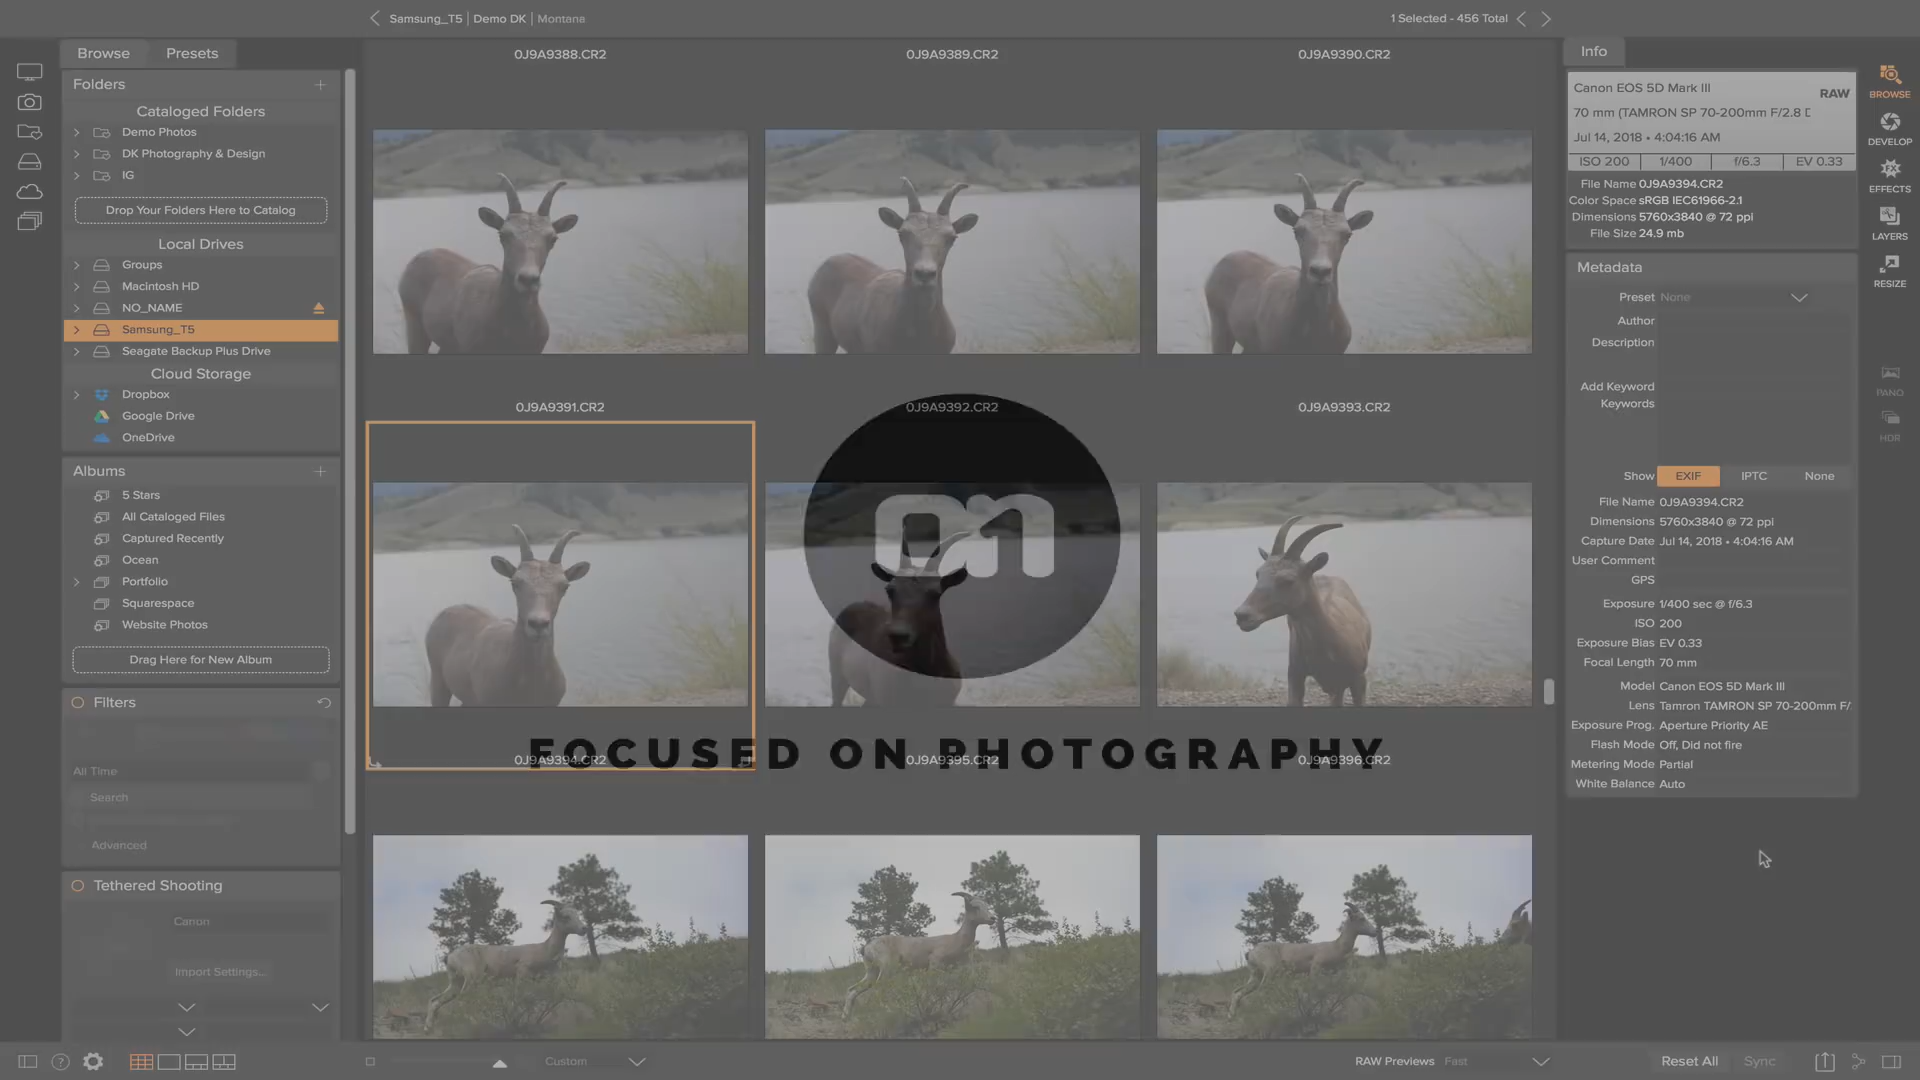 Samsung_T5 | Demo DK | Montana
1 Selected - 456 Total
Browse
Presets
Folders
Cataloged Folders
Demo Photos
DK Photography & Design
IG
Drop Your Folders Here to Catalog
Local Drives
Groups
Macintosh HD
NO_NAME
Samsung_T5
Seagate Backup Plus Drive
Cloud Storage
Dropbox
Google Drive
OneDrive
Albums
5 Stars
All Cataloged Files
Captured Recently
Ocean
Portfolio
Squarespace
Website Photos
Drag Here for New Album
Filters
All Time
Search
Advanced
Tethered Shooting
Canon
Import Settings...
0J9A9388.CR2
0J9A9389.CR2
0J9A9390.CR2
0J9A9391.CR2
0J9A9392.CR2
0J9A9393.CR2
on
FOCUSED ON PHOTOGRAPHY
0J9A9394.CR2
0J9A9395.CR2
0J9A9396.CR2
Info
Canon EOS 5D Mark III
RAW
70 mm (TAMRON SP 70-200mm F/2.8 D
Jul 14, 2018 • 4:04:16 AM
ISO 200
1/400
f/6.3
EV 0.33
File Name 0J9A9394.CR2
Color Space sRGB IEC61966-2.1
Dimensions 5760x3840 @ 72 ppi
File Size 24.9 mb
Metadata
Preset None
Author
Description
Add Keyword
Keywords
Show EXIF IPTC None
File Name 0J9A9394.CR2
Dimensions 5760x3840 @ 72 ppi
Capture Date Jul 14, 2018 • 4:04:16 AM
User Comment
GPS
Exposure 1/400 sec @ f/6.3
ISO 200
Exposure Bias EV 0.33
Focal Length 70 mm
Model Canon EOS 5D Mark III
Lens Tamron TAMRON SP 70-200mm F/
Exposure Prog. Aperture Priority AE
Flash Mode Off, Did not fire
Metering Mode Partial
White Balance Auto
BROWSE
DEVELOP
FX
EFFECTS
LAYERS
RESIZE
PANO
HDR
Custom
RAW Previews Fast
Reset All
Sync